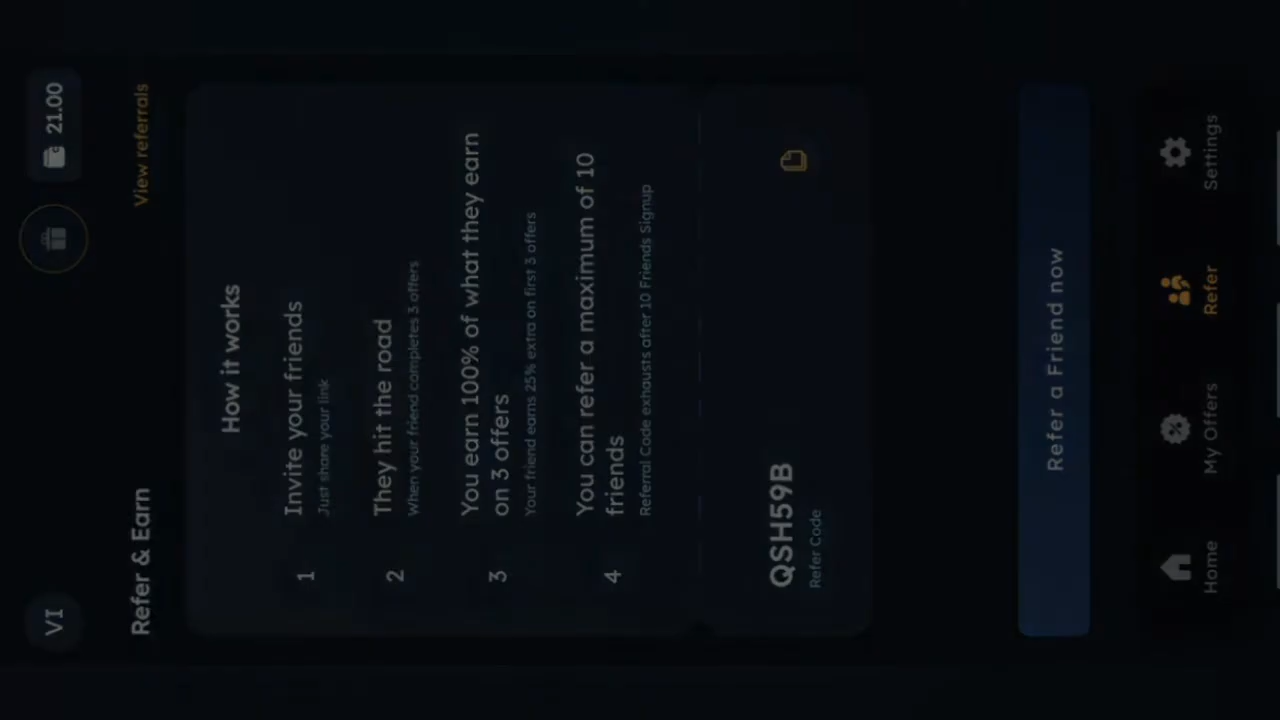 VI
21.00
Refer & Earn
View referrals
How it works
1
Invite your friends
Just share your link
2
They hit the road
When your friend completes 3 offers
3
You earn 100% of what they earn
on 3 offers
Your friend earns 25% extra on first 3 offers
4
You can refer a maximum of 10
friends
Referral Code exhausts after 10 Friends Signup
QSH59B
Refer Code
Refer a Friend now
Home
My Offers
Refer
Settings